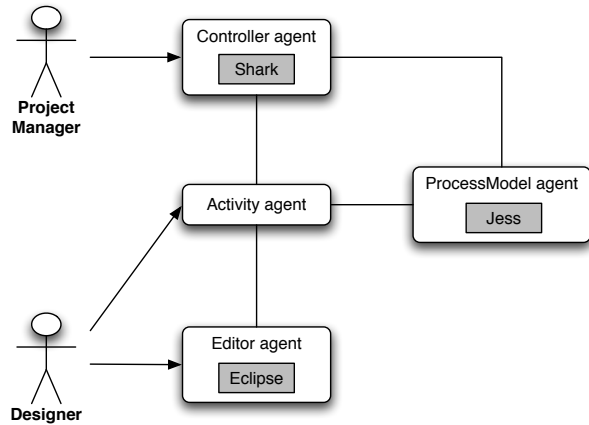 Controller agent
Shark
Project
Manager
ProcessModel agent
Jess
Activity agent
Editor agent
Eclipse
Designer